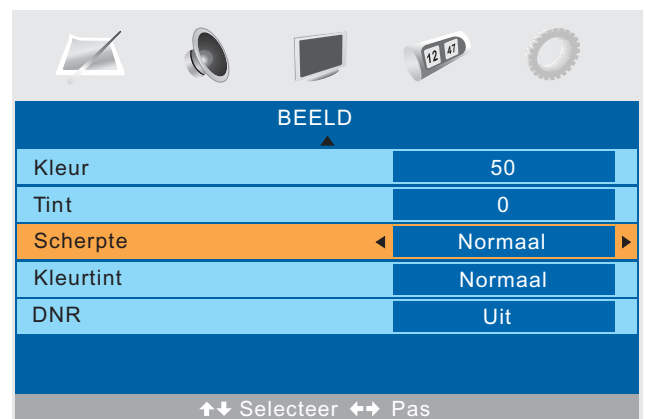 12 47
BEELD
Kleur 50
Tint 0
Scherpte Normaal
Kleurtint Normaal
DNR Uit
Selecteer Pas